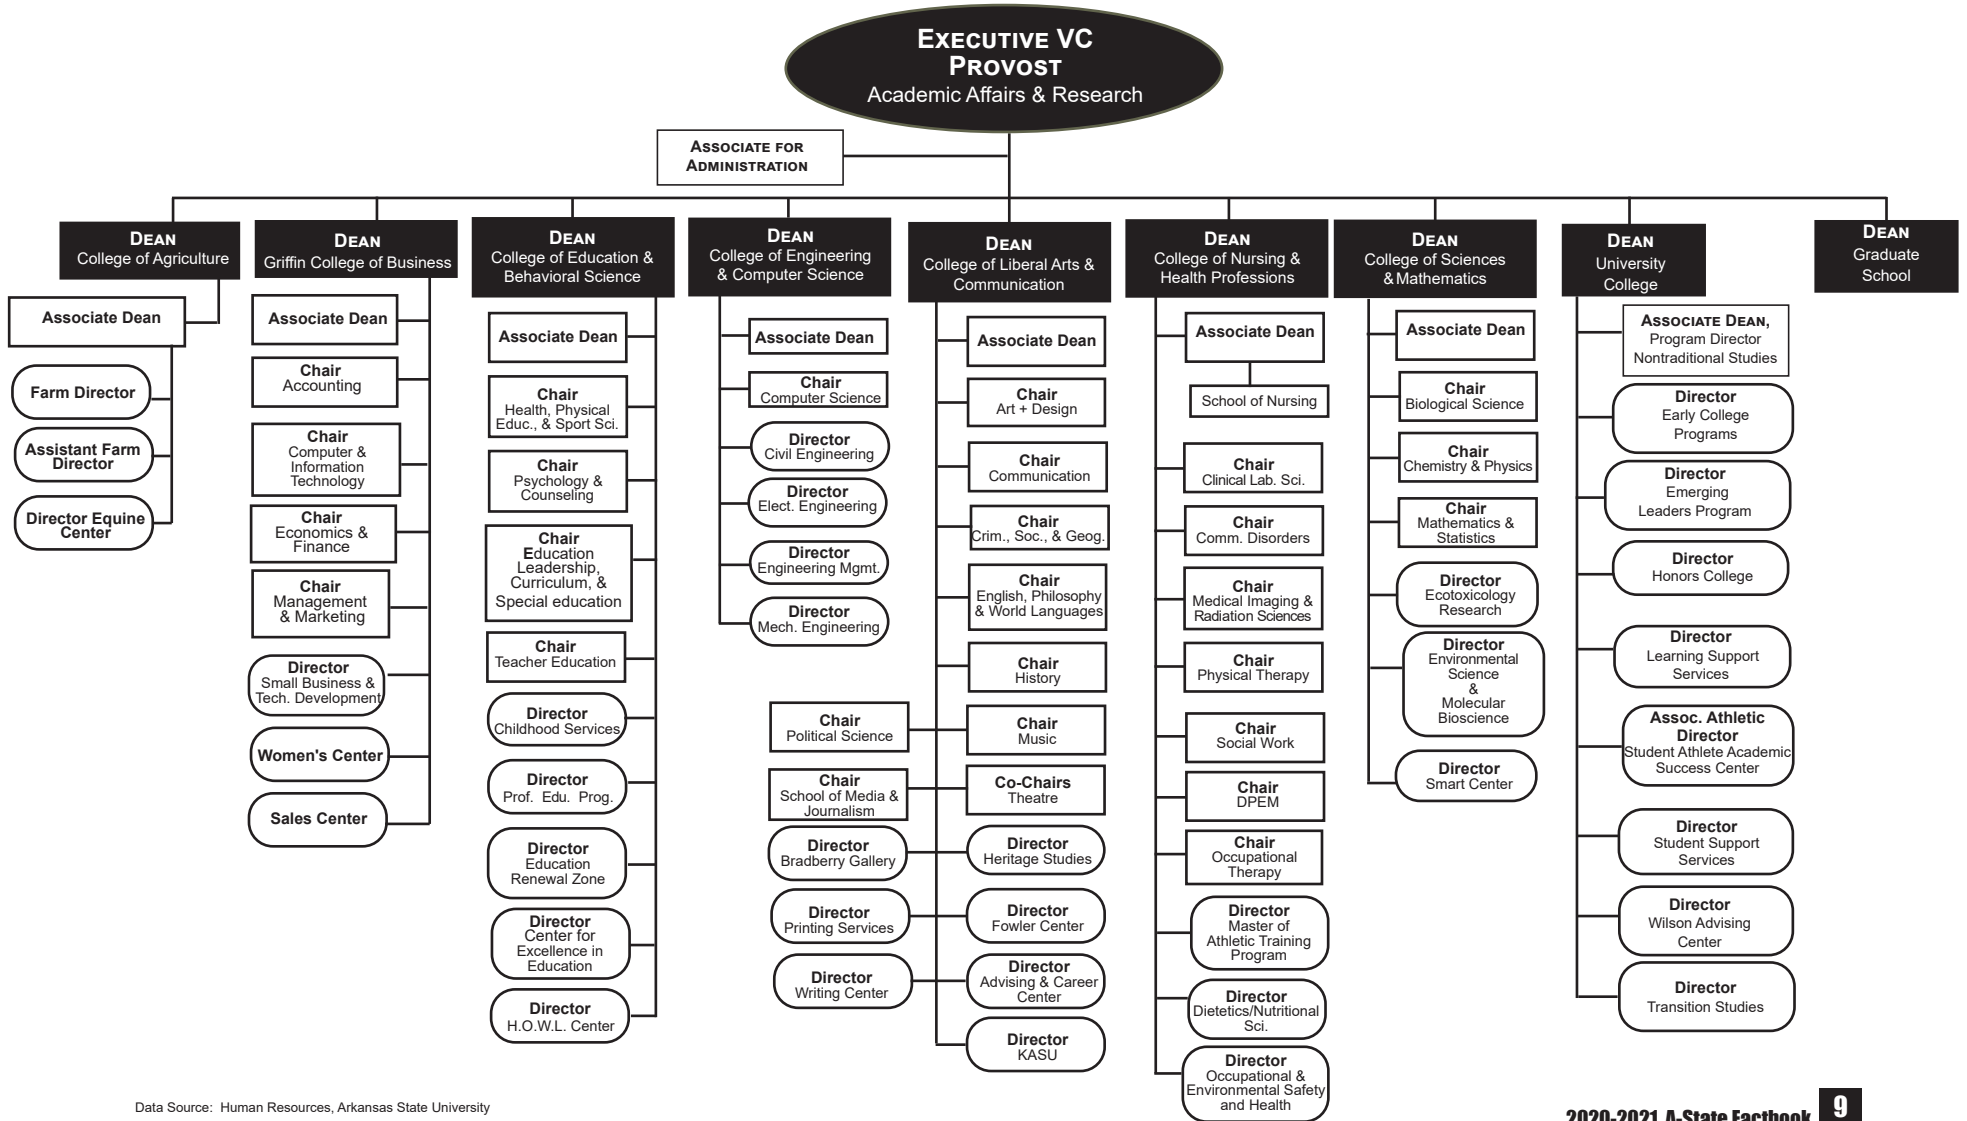 EXECUTIVE VC
PROVOST
Academic Affairs & Research
ASSOCIATE FOR
ADMINISTRATION
DEAN
College of Agriculture
Associate Dean
Farm Director
Assistant Farm
Director
Director Equine
Center
DEAN
Griffin College of Business
Associate Dean
Chair
Accounting
Chair
Computer &
Information
Technology
Chair
Economics &
Finance
Chair
Management
& Marketing
Director
Small Business &
Tech. Development
Women's Center
Sales Center
DEAN
College of Education &
Behavioral Science
Associate Dean
Chair
Health, Physical
Educ., & Sport Sci.
Chair
Psychology &
Counseling
Chair
Education
Leadership,
Curriculum, &
Special education
Chair
Teacher Education
Director
Childhood Services
Director
Prof. Edu. Prog.
Director
Education
Renewal Zone
Director
Center for
Excellence in
Education
Director
H.O.W.L. Center
DEAN
College of Engineering
& Computer Science
Associate Dean
Chair
Computer Science
Director
Civil Engineering
Director
Elect. Engineering
Director
Engineering Mgmt.
Director
Mech. Engineering
DEAN
College of Liberal Arts &
Communication
Associate Dean
Chair
Art + Design
Chair
Communication
Chair
Crim., Soc., & Geog.
Chair
English, Philosophy
& World Languages
Chair
History
Chair
Political Science
Chair
Music
Chair
School of Media &
Journalism
Co-Chairs
Theatre
Director
Bradberry Gallery
Director
Heritage Studies
Director
Printing Services
Director
Fowler Center
Director
Writing Center
Director
Advising & Career
Center
Director
KASU
DEAN
College of Nursing &
Health Professions
Associate Dean
School of Nursing
Chair
Clinical Lab. Sci.
Chair
Comm. Disorders
Chair
Medical Imaging &
Radiation Sciences
Chair
Physical Therapy
Chair
Social Work
Chair
DPEM
Chair
Occupational
Therapy
Director
Master of
Athletic Training
Program
Director
Dietetics/Nutritional
Sci.
Director
Occupational &
Environmental Safety
and Health
DEAN
College of Sciences
& Mathematics
Associate Dean
Chair
Biological Science
Chair
Chemistry & Physics
Chair
Mathematics &
Statistics
Director
Ecotoxicology
Research
Director
Environmental
Science
&
Molecular
Bioscience
Director
Smart Center
DEAN
University
College
ASSOCIATE DEAN,
Program Director
Nontraditional Studies
Director
Early College
Programs
Director
Emerging
Leaders Program
Director
Honors College
Director
Learning Support
Services
Assoc. Athletic
Director
Student Athlete Academic
Success Center
Director
Student Support
Services
Director
Wilson Advising
Center
Director
Transition Studies
DEAN
Graduate
School
Data Source: Human Resources, Arkansas State University
2020-2021 A-State Factbook
9